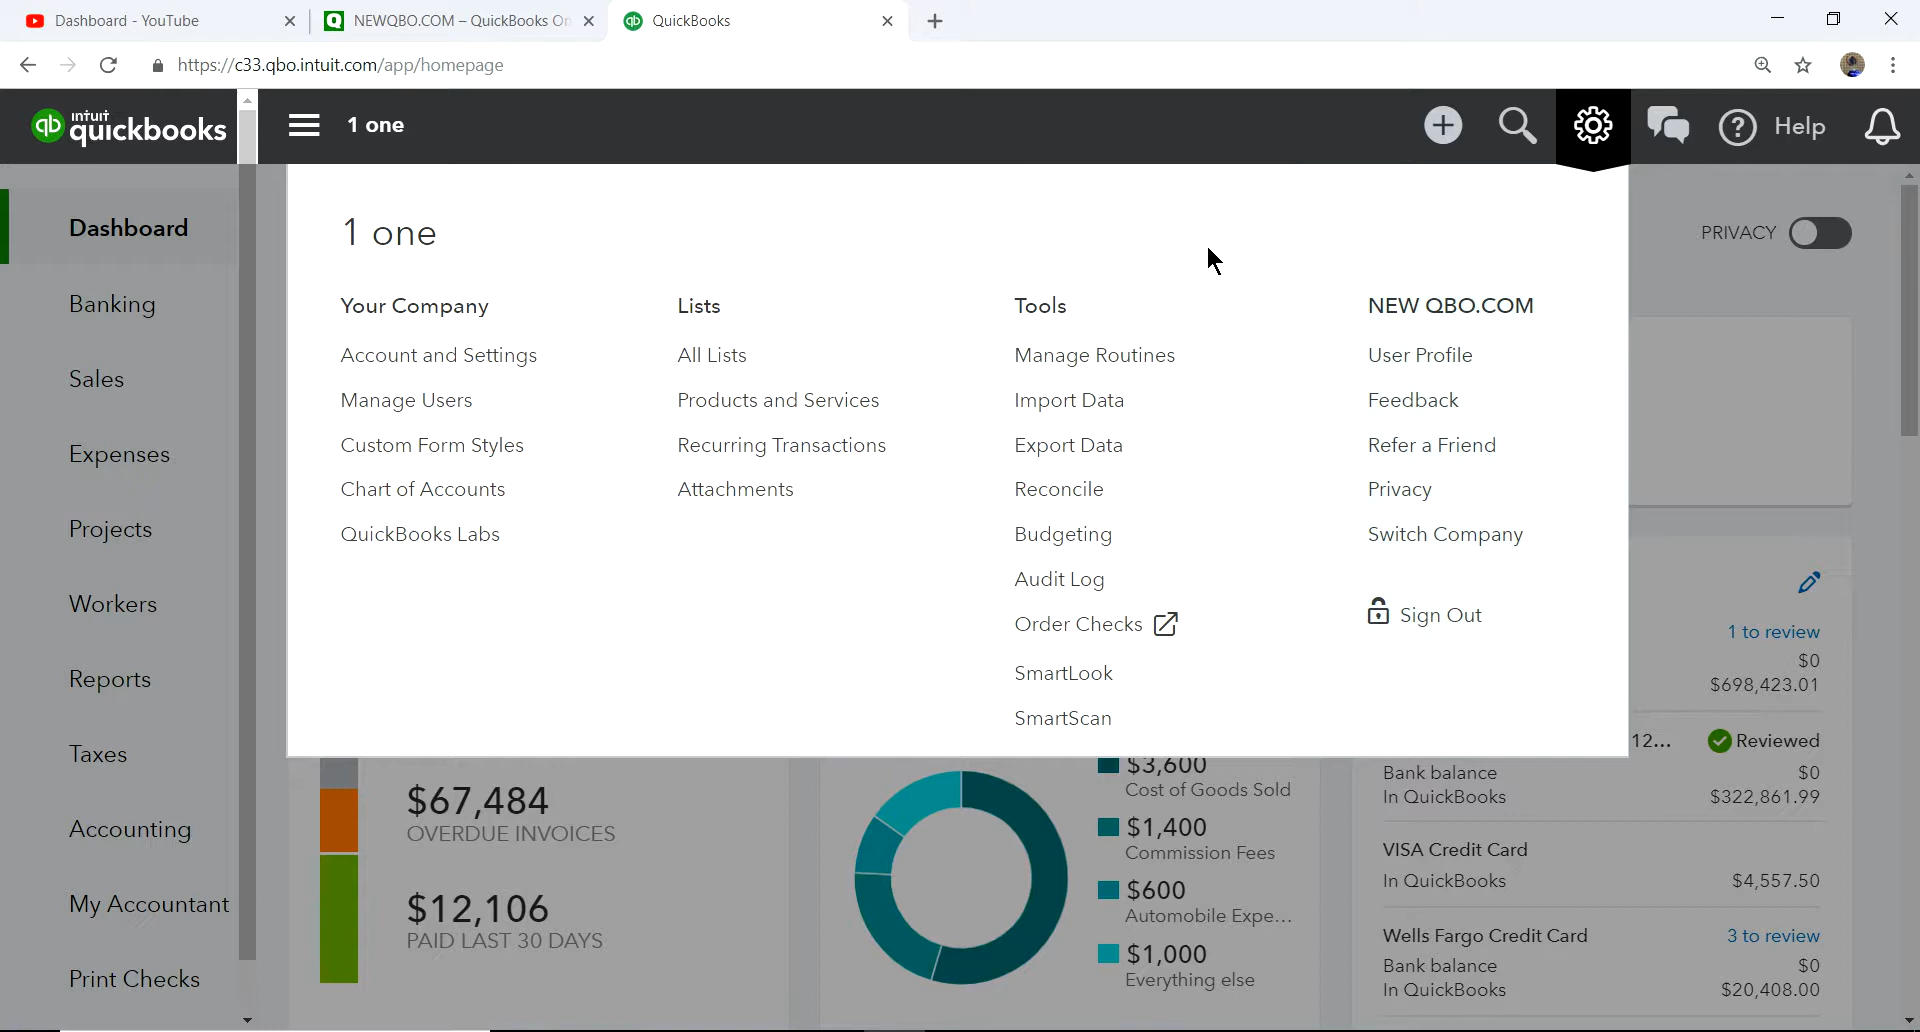 Dashboard - YouTube
NEWQBO.COM – QuickBooks On
QuickBooks
https://c33.qbo.intuit.com/app/homepage
qb intuit quickbooks
1 one
Help
Dashboard
Banking
Sales
Expenses
Projects
Workers
Reports
Taxes
Accounting
My Accountant
Print Checks
1 one
Your Company
Account and Settings
Manage Users
Custom Form Styles
Chart of Accounts
QuickBooks Labs
Lists
All Lists
Products and Services
Recurring Transactions
Attachments
Tools
Manage Routines
Import Data
Export Data
Reconcile
Budgeting
Audit Log
Order Checks
SmartLook
SmartScan
NEW QBO.COM
User Profile
Feedback
Refer a Friend
Privacy
Switch Company
Sign Out
PRIVACY
$67,484
OVERDUE INVOICES
$12,106
PAID LAST 30 DAYS
$3,600
Cost of Goods Sold
$1,400
Commission Fees
$600
Automobile Expe...
$1,000
Everything else
1 to review
$0
$698,423.01
12... Reviewed
Bank balance $0
In QuickBooks $322,861.99
VISA Credit Card
In QuickBooks $4,557.50
Wells Fargo Credit Card 3 to review
Bank balance $0
In QuickBooks $20,408.00